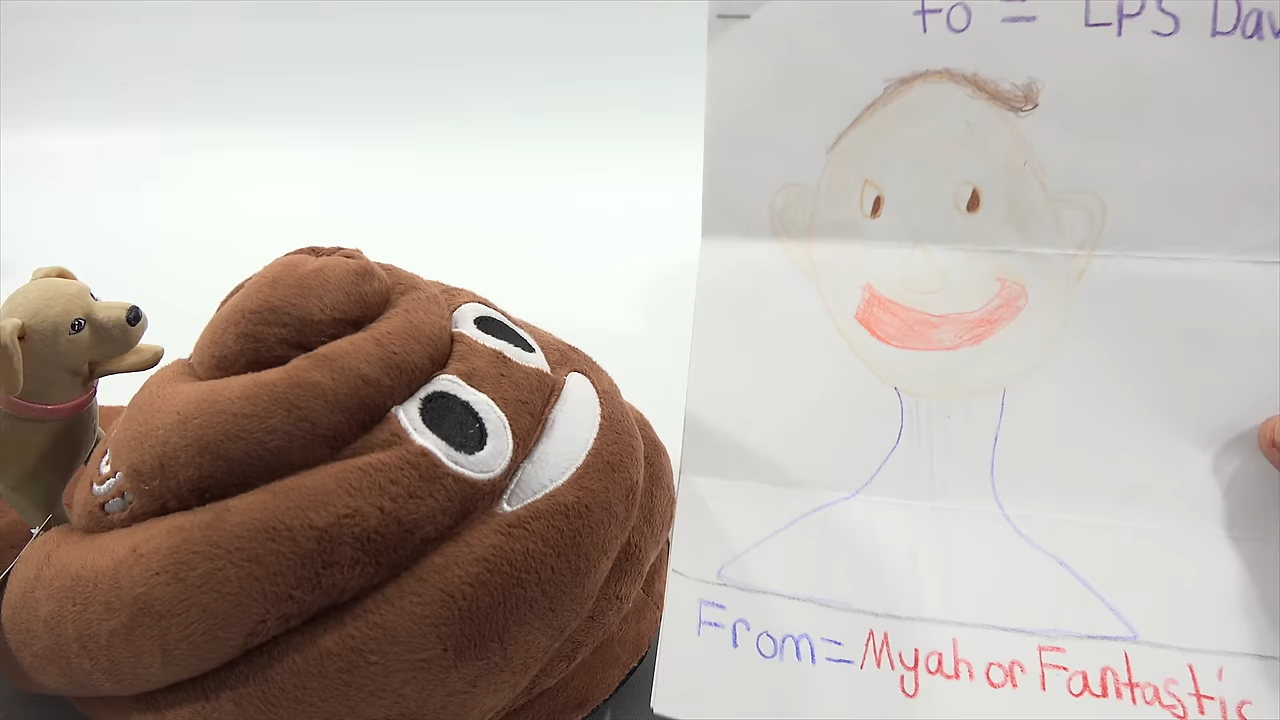 to = LPS Dav
From= Myah or Fantastic